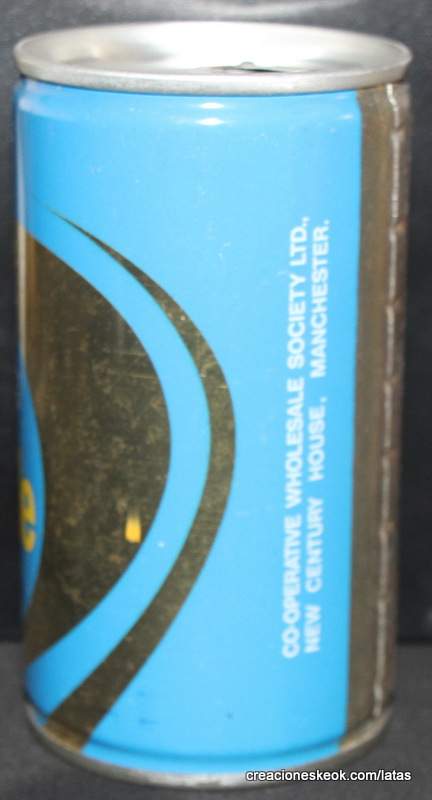 CO-OPERATIVE WHOLESALE SOCIETY LTD.,
NEW CENTURY HOUSE, MANCHESTER.
creacioneskeok.com/latas